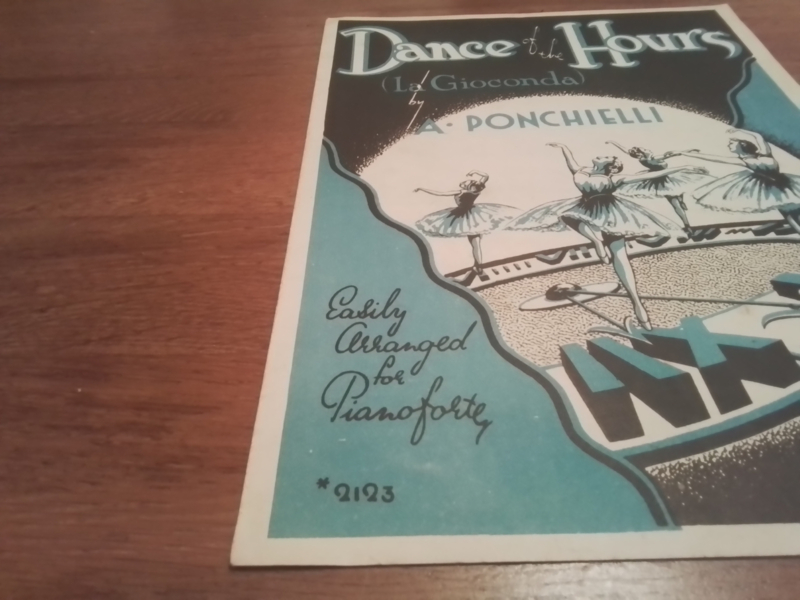 Dance of the Hours
(La Gioconda)
by
A. PONCHIELLI
Easily
Arranged
for
Pianoforte
*2123